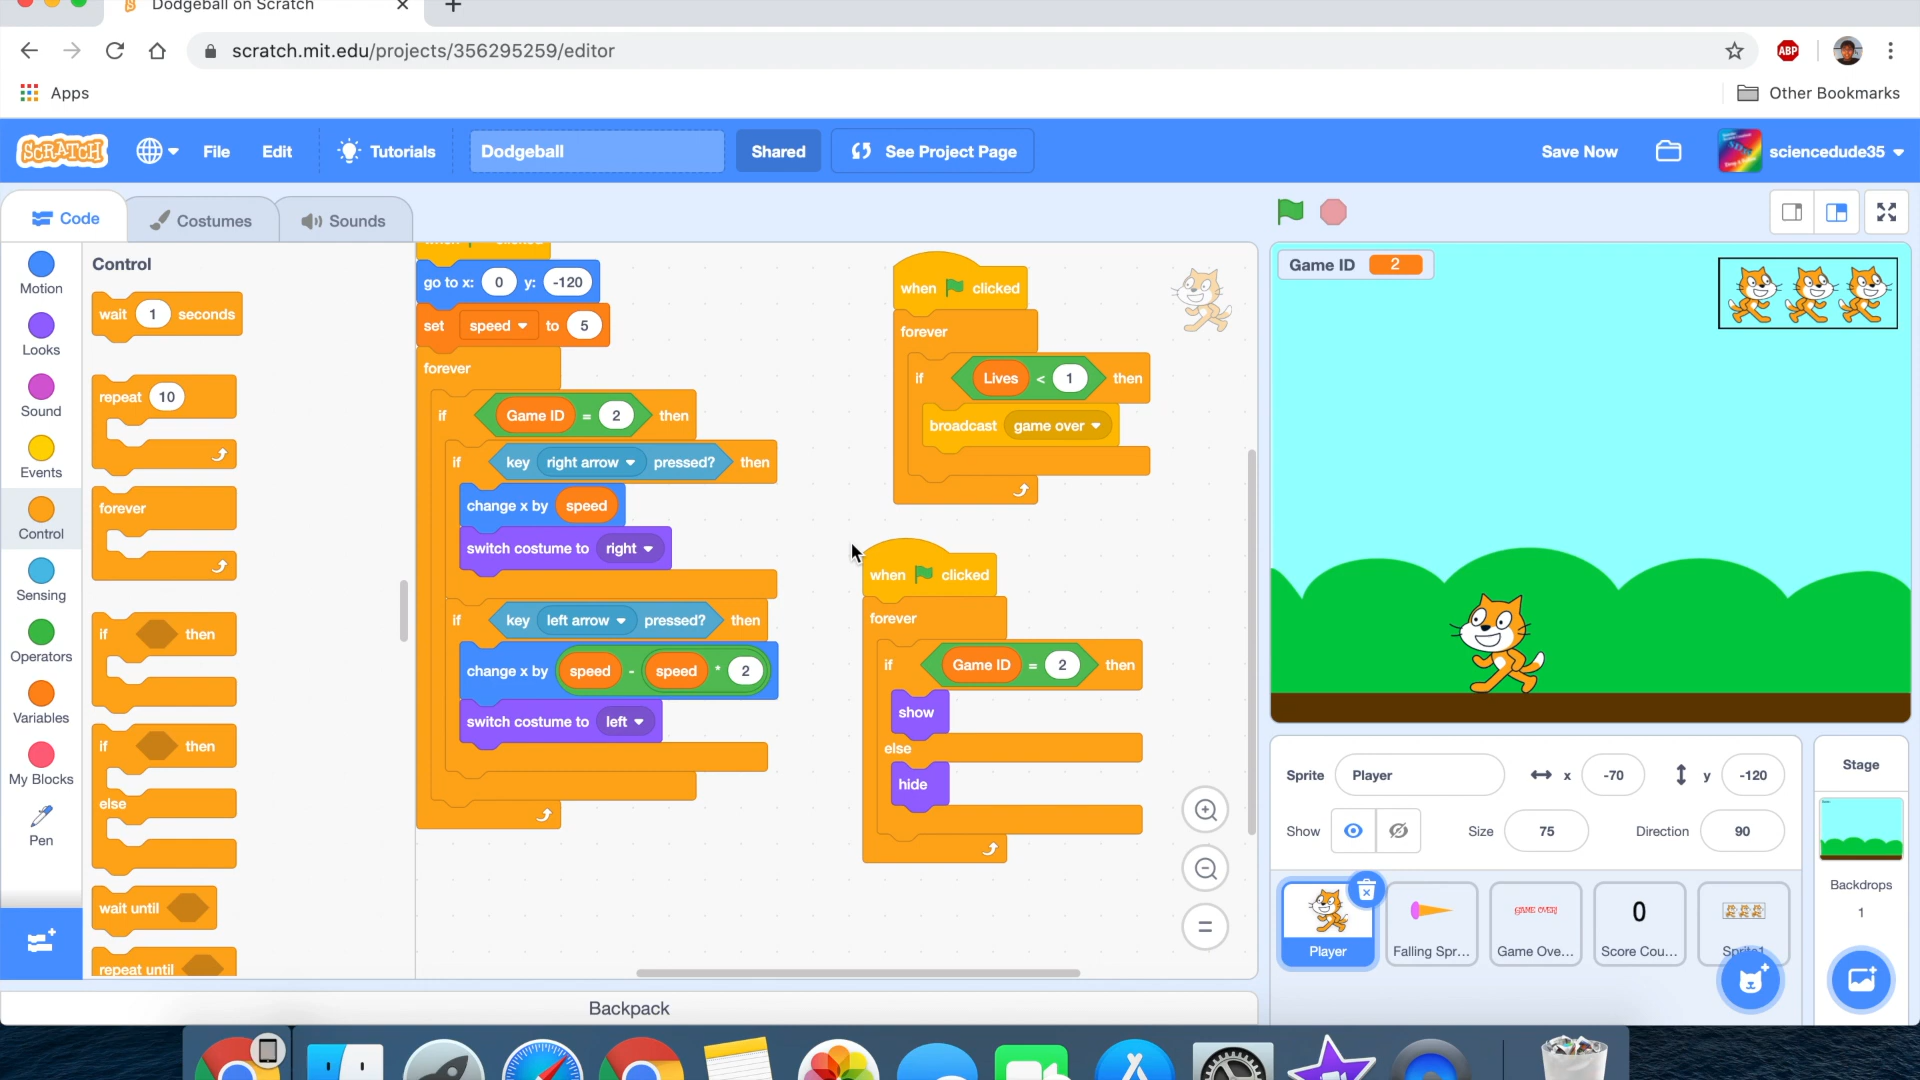 Dodgeball on Scratch
scratch.mit.edu/projects/356295259/editor
ABP
Apps
Other Bookmarks
SCRATCH
File
Edit
Tutorials
Dodgeball
Shared
See Project Page
Save Now
sciencedude35
Code
Costumes
Sounds
Motion
Looks
Sound
Events
Control
Sensing
Operators
Variables
My Blocks
Pen
Control
wait 1 seconds
repeat 10
forever
if then
if then
else
wait until
repeat until
go to x: 0 y: -120
set speed to 5
forever
if Game ID = 2 then
if key right arrow pressed? then
change x by speed
switch costume to right
if key left arrow pressed? then
change x by speed - speed * 2
switch costume to left
when clicked
forever
if Lives < 1 then
broadcast game over
when clicked
forever
if Game ID = 2 then
show
else
hide
Backpack
Game ID 2
Sprite Player x -70 y -120
Show Size 75 Direction 90
Player
Falling Spr...
GAME OVER!
Game Ove...
0
Score Cou...
Sprite1
Stage
Backdrops
1